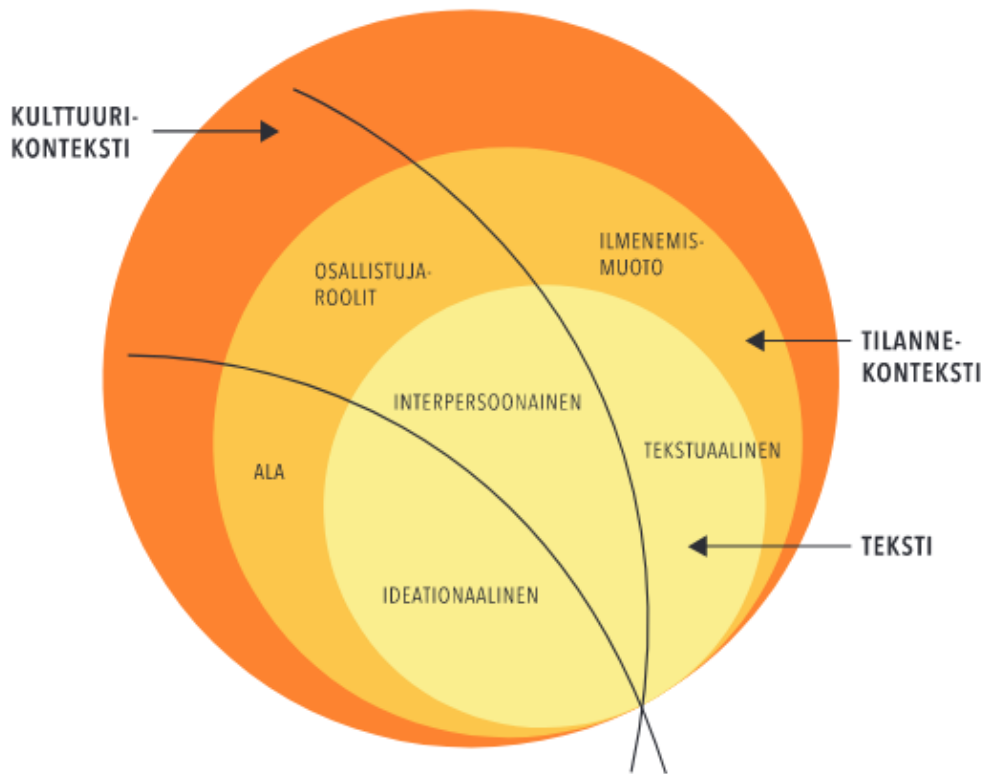 KULTTUURI-
KONTEKSTI
OSALLISTUJA-
ROOLIT
ILMENEMIS-
MUOTO
TILANNE-
KONTEKSTI
INTERPERSOONAINEN
TEKSTUAALINEN
ALA
TEKSTI
IDEATIONAALINEN